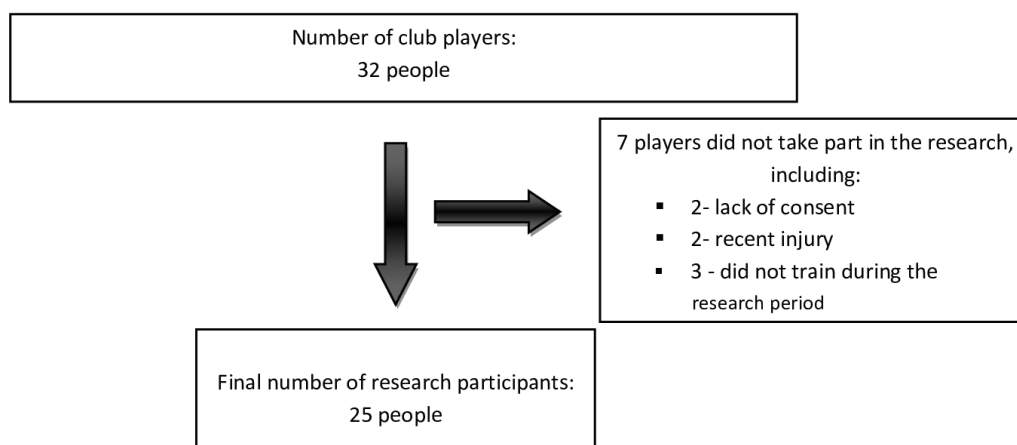 Number of club players:
32 people
7 players did not take part in the research,
including:
▪ 2- lack of consent
▪ 2- recent injury
▪ 3 - did not train during the
research period
Final number of research participants:
25 people